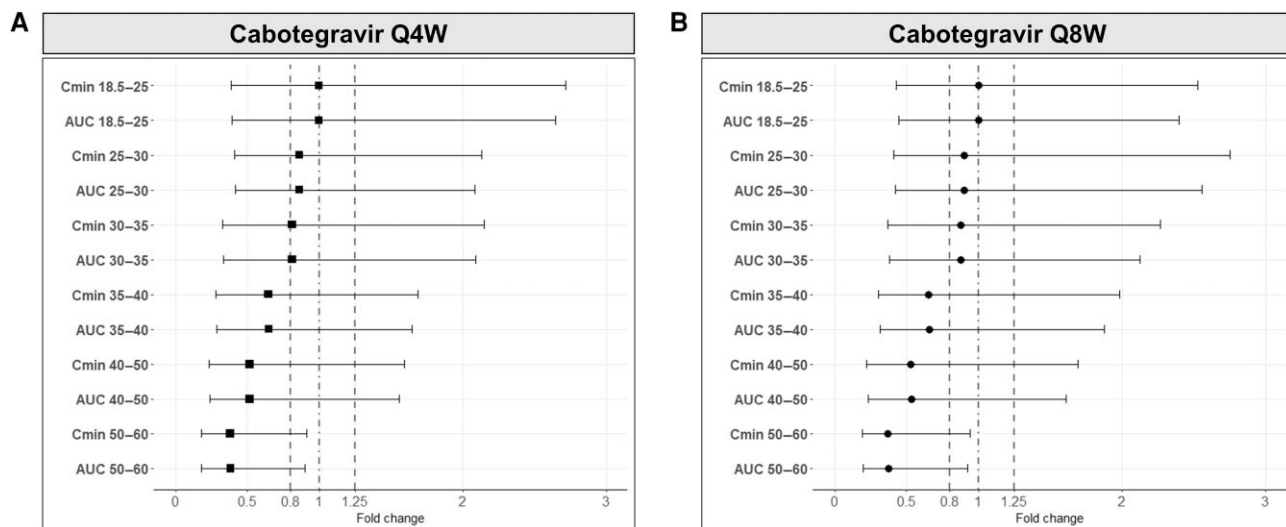 A
Cabotegravir Q4W
Cmin 18.5–25
AUC 18.5–25
Cmin 25–30
AUC 25–30
Cmin 30–35
AUC 30–35
Cmin 35–40
AUC 35–40
Cmin 40–50
AUC 40–50
Cmin 50–60
AUC 50–60
0 0.5 0.8 1 1.25 2 3
Fold change
B
Cabotegravir Q8W
Cmin 18.5–25
AUC 18.5–25
Cmin 25–30
AUC 25–30
Cmin 30–35
AUC 30–35
Cmin 35–40
AUC 35–40
Cmin 40–50
AUC 40–50
Cmin 50–60
AUC 50–60
0 0.5 0.8 1 1.25 2 3
Fold change